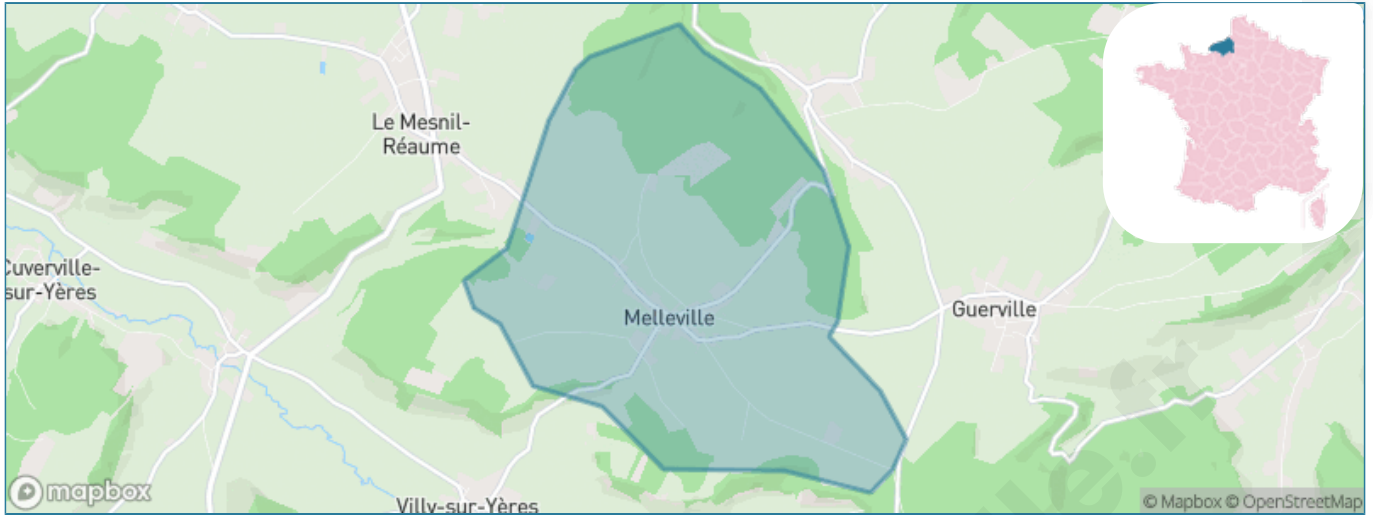 Le Mesnil-
Réaume
Cuverville-
sur-Yères
Melleville
Guerville
Villy-sur-Yères
mapbox
© Mapbox © OpenStreetMap